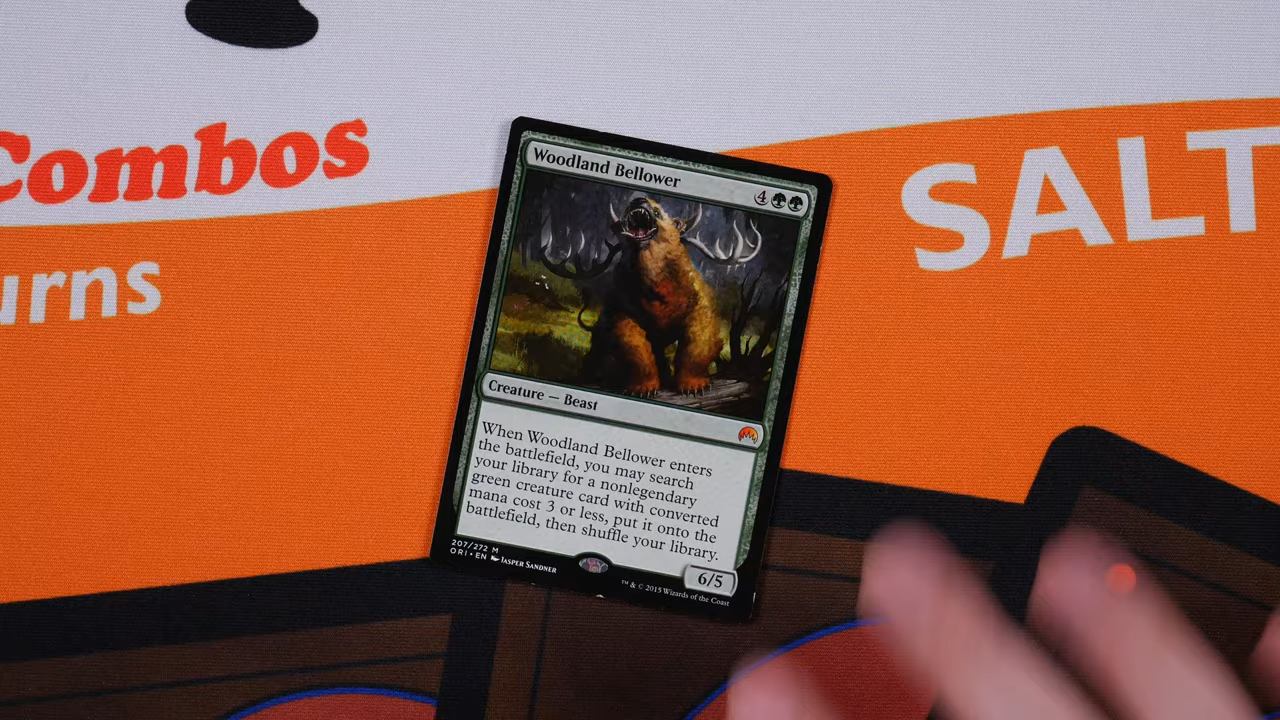 Combos
urns
SALT
Woodland Bellower
4
Creature — Beast
When Woodland Bellower enters
the battlefield, you may search
your library for a nonlegendary
green creature card with converted
mana cost 3 or less, put it onto the
battlefield, then shuffle your library.
207/272 M
ORI • EN Jasper Sandner
6/5
™ & © 2015 Wizards of the Coast